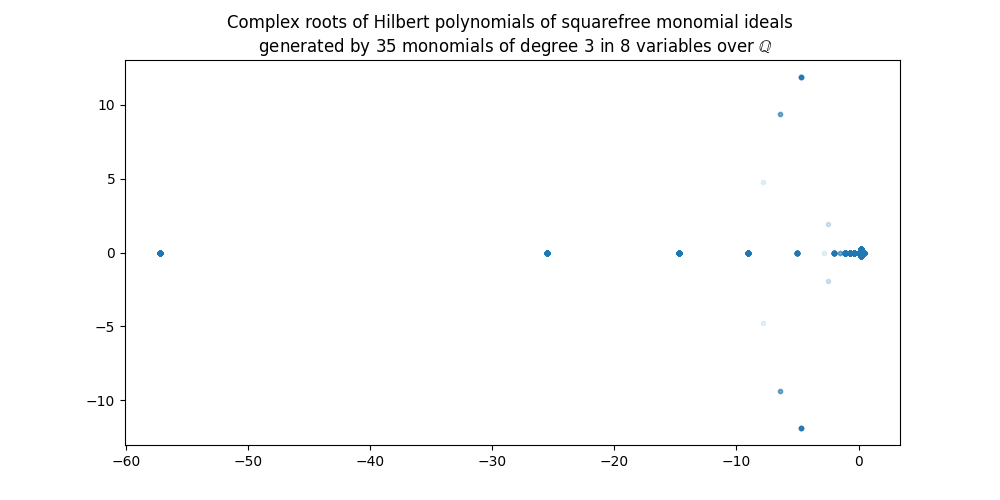 Complex roots of Hilbert polynomials of squarefree monomial ideals
generated by 35 monomials of degree 3 in 8 variables over ℚ
10
5
0
−5
−10
−60 −50 −40 −30 −20 −10 0